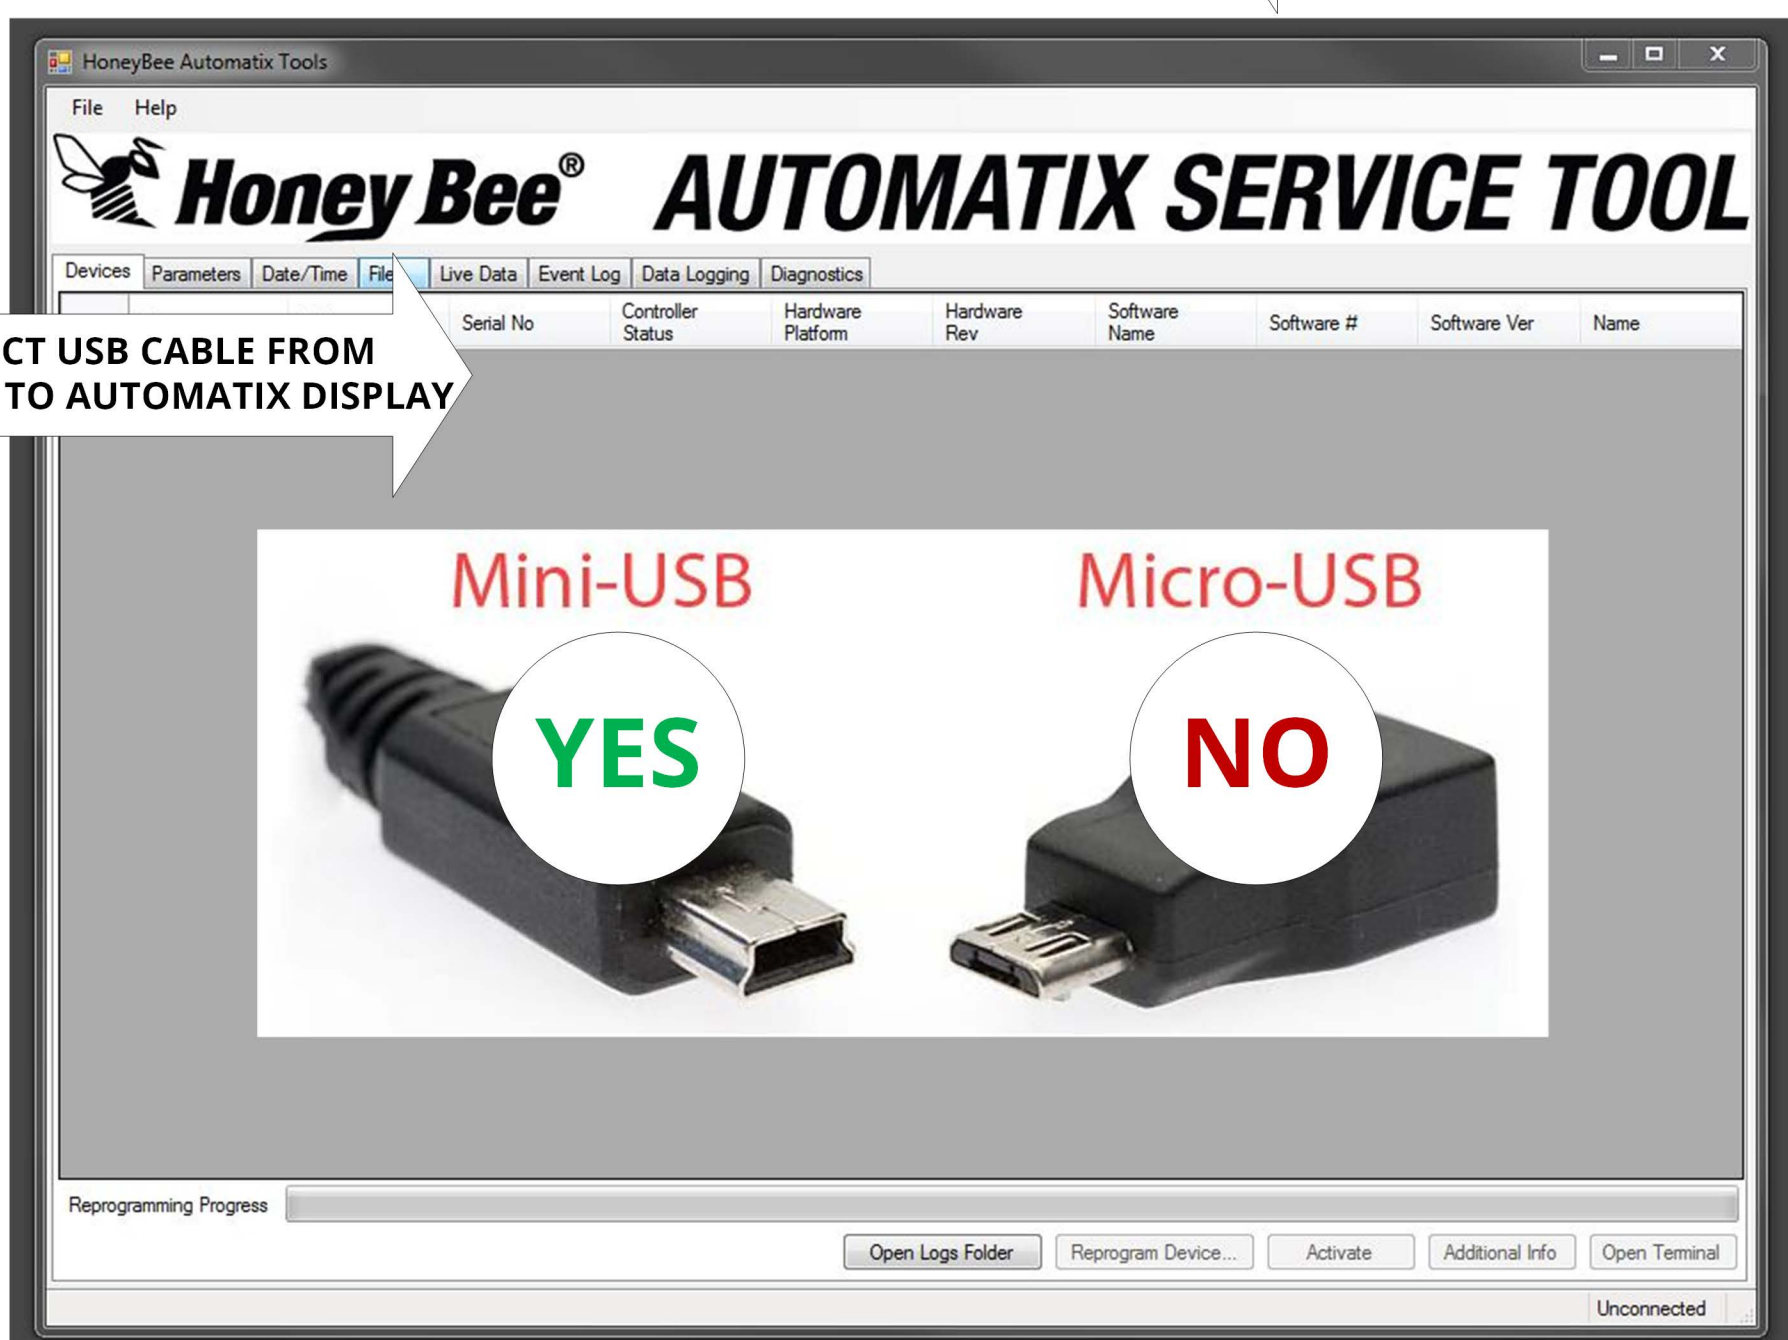 HoneyBee Automatix Tools
File Help
Honey Bee® AUTOMATIX SERVICE TOOL
Devices Parameters Date/Time File Live Data Event Log Data Logging Diagnostics
Serial No Controller Status Hardware Platform Hardware Rev Software Name Software # Software Ver Name
CT USB CABLE FROM
TO AUTOMATIX DISPLAY
Mini-USB Micro-USB
YES NO
Reprogramming Progress
Open Logs Folder Reprogram Device... Activate Additional Info Open Terminal
Unconnected